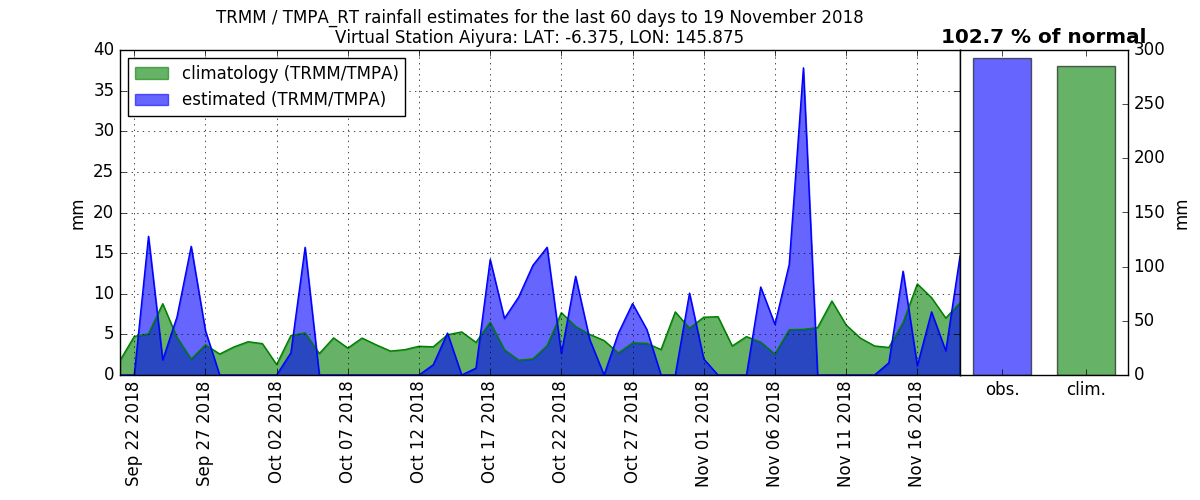 TRMM / TMPA_RT rainfall estimates for the last 60 days to 19 November 2018
Virtual Station Aiyura: LAT: -6.375, LON: 145.875
102.7 % of normal
climatology (TRMM/TMPA)
estimated (TRMM/TMPA)
40
35
30
25
20
15
10
5
0
mm
Sep 22 2018
Sep 27 2018
Oct 02 2018
Oct 07 2018
Oct 12 2018
Oct 17 2018
Oct 22 2018
Oct 27 2018
Nov 01 2018
Nov 06 2018
Nov 11 2018
Nov 16 2018
300
250
200
150
100
50
0
mm
obs.
clim.